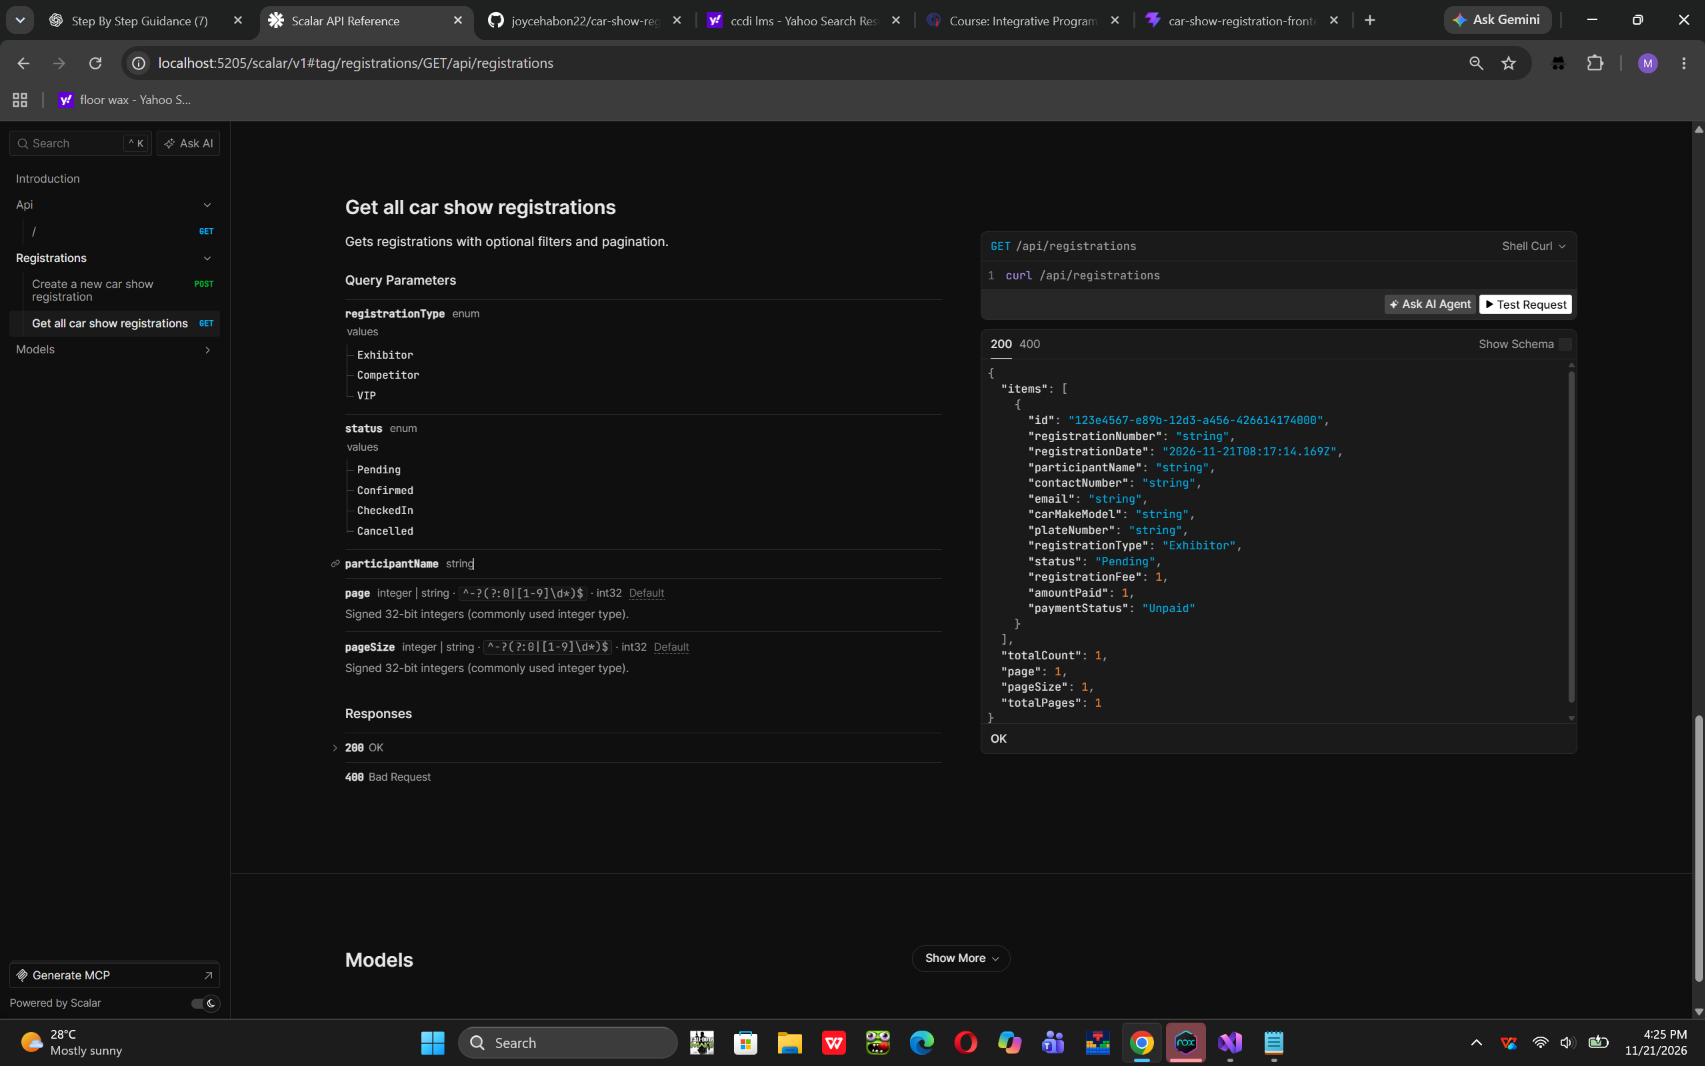 Step By Step Guidance (7)
Scalar API Reference
joycehabon22/car-show-reg
ccdi lms - Yahoo Search Res
Course: Integrative Program
car-show-registration-fronte
Ask Gemini
localhost:5205/scalar/v1#tag/registrations/GET/api/registrations
M
floor wax - Yahoo S...
Search
^ K
Ask AI
Introduction
Api
/ GET
Registrations
Create a new car show registration POST
Get all car show registrations GET
Models
Generate MCP
Powered by Scalar
Get all car show registrations
Gets registrations with optional filters and pagination.
Query Parameters
registrationType enum
values
Exhibitor
Competitor
VIP
status enum
values
Pending
Confirmed
CheckedIn
Cancelled
participantName string
page integer | string · ^-?(?:0|[1-9]\d*)$ · int32 Default
Signed 32-bit integers (commonly used integer type).
pageSize integer | string · ^-?(?:0|[1-9]\d*)$ · int32 Default
Signed 32-bit integers (commonly used integer type).
Responses
200 OK
400 Bad Request
GET /api/registrations
Shell Curl
1 curl /api/registrations
Ask AI Agent
Test Request
200 400
Show Schema
{
"items": [
{
"id": "123e4567-e89b-12d3-a456-426614174000",
"registrationNumber": "string",
"registrationDate": "2026-11-21T08:17:14.169Z",
"participantName": "string",
"contactNumber": "string",
"email": "string",
"carMakeModel": "string",
"plateNumber": "string",
"registrationType": "Exhibitor",
"status": "Pending",
"registrationFee": 1,
"amountPaid": 1,
"paymentStatus": "Unpaid"
}
],
"totalCount": 1,
"page": 1,
"pageSize": 1,
"totalPages": 1
}
OK
Models
Show More
28°C
Mostly sunny
Search
4:25 PM
11/21/2026